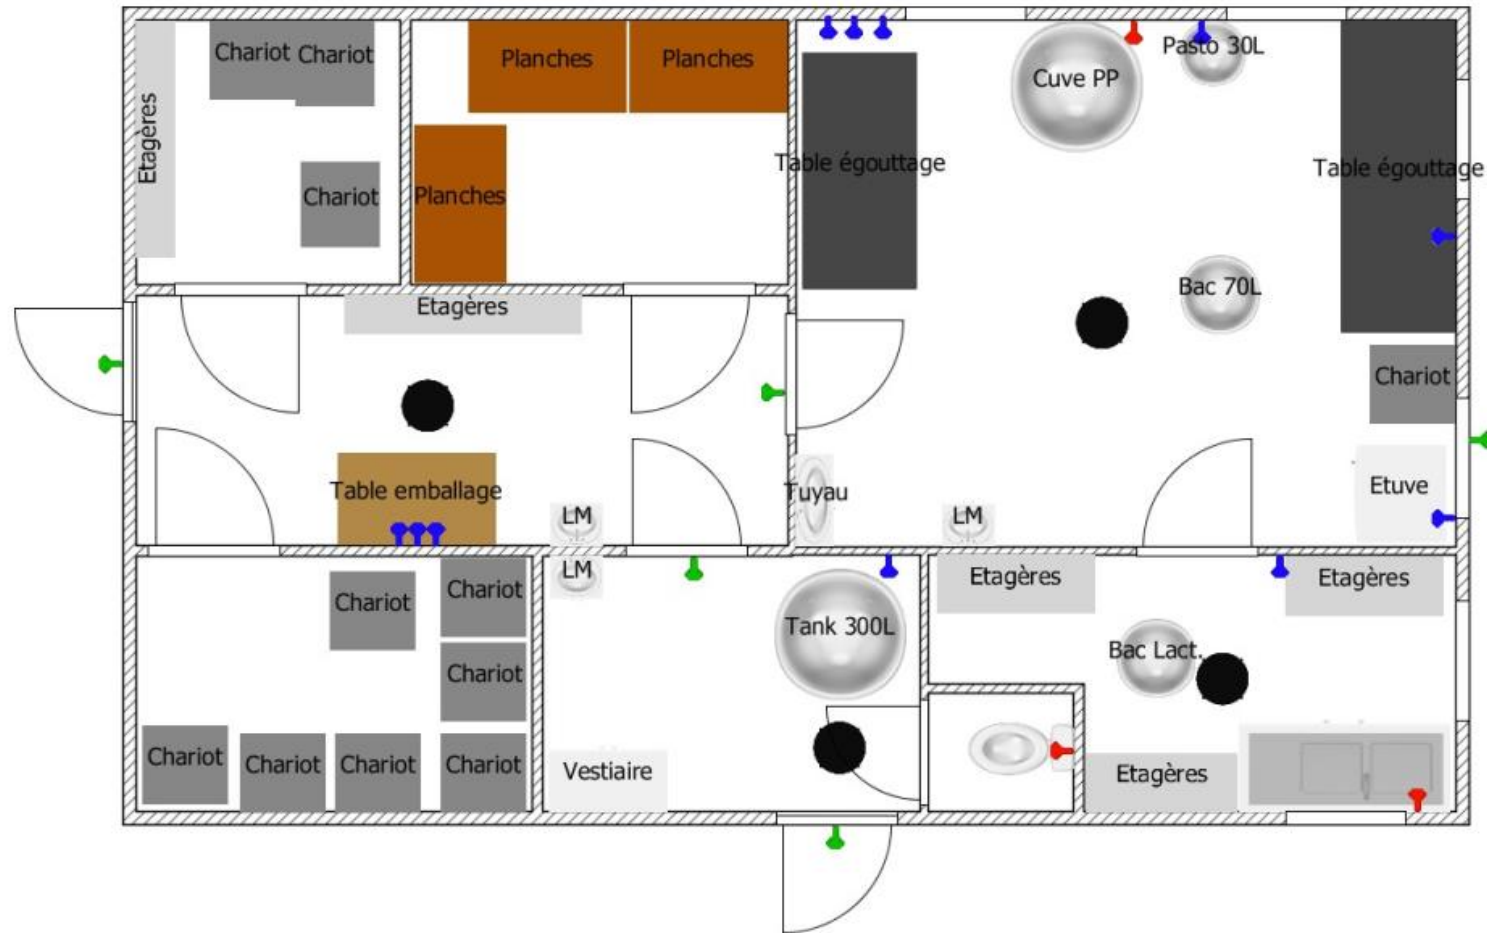 Chariot
Chariot
Planches
Planches
Cuve PP
Pasto 30L
Etagères
Table égouttage
Table égouttage
Chariot
Planches
Bac 70L
Etagères
Chariot
Table emballage
Tuyau
Etuve
LM
LM
LM
Chariot
Chariot
Etagères
Etagères
Tank 300L
Bac Lact.
Chariot
Chariot
Chariot
Chariot
Chariot
Vestiaire
Etagères